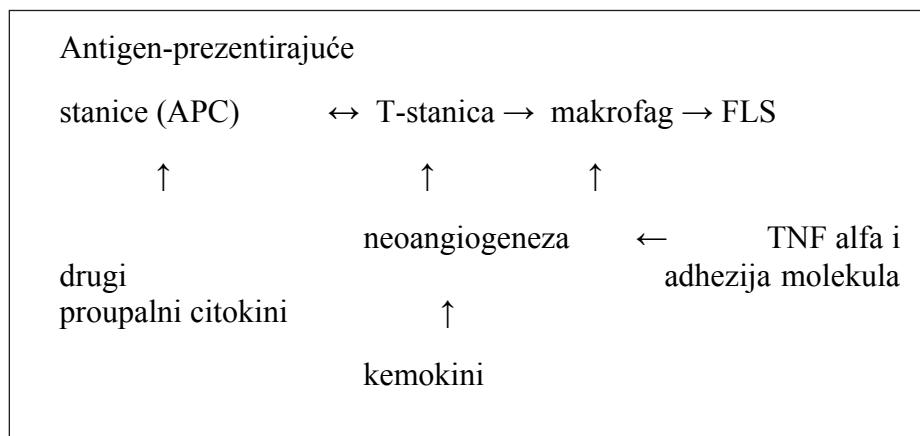 Antigen-prezentirajuće
stanice (APC) ↔ T-stanica → makrofag → FLS
↑ ↑ ↑
neoangiogeneza ← TNF alfa i
drugi adhezija molekula
proupalni citokini ↑
kemokini